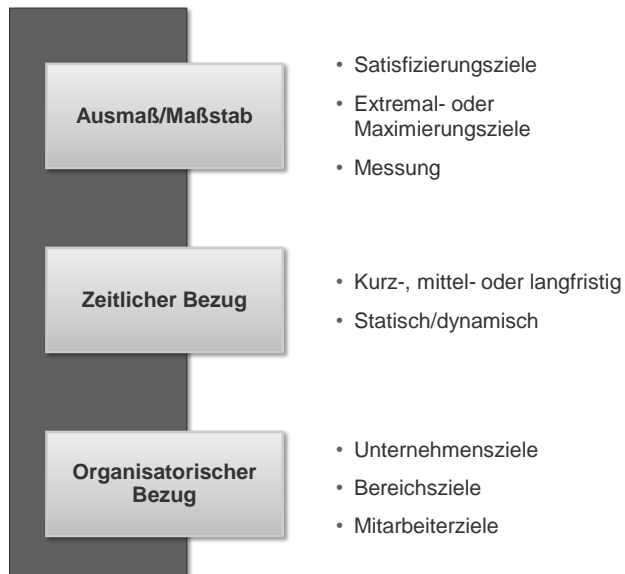 Ausmaß/Maßstab
• Satisfizierungsziele
• Extremal- oder
Maximierungsziele
• Messung
Zeitlicher Bezug
• Kurz-, mittel- oder langfristig
• Statisch/dynamisch
Organisatorischer
Bezug
• Unternehmensziele
• Bereichsziele
• Mitarbeiterziele